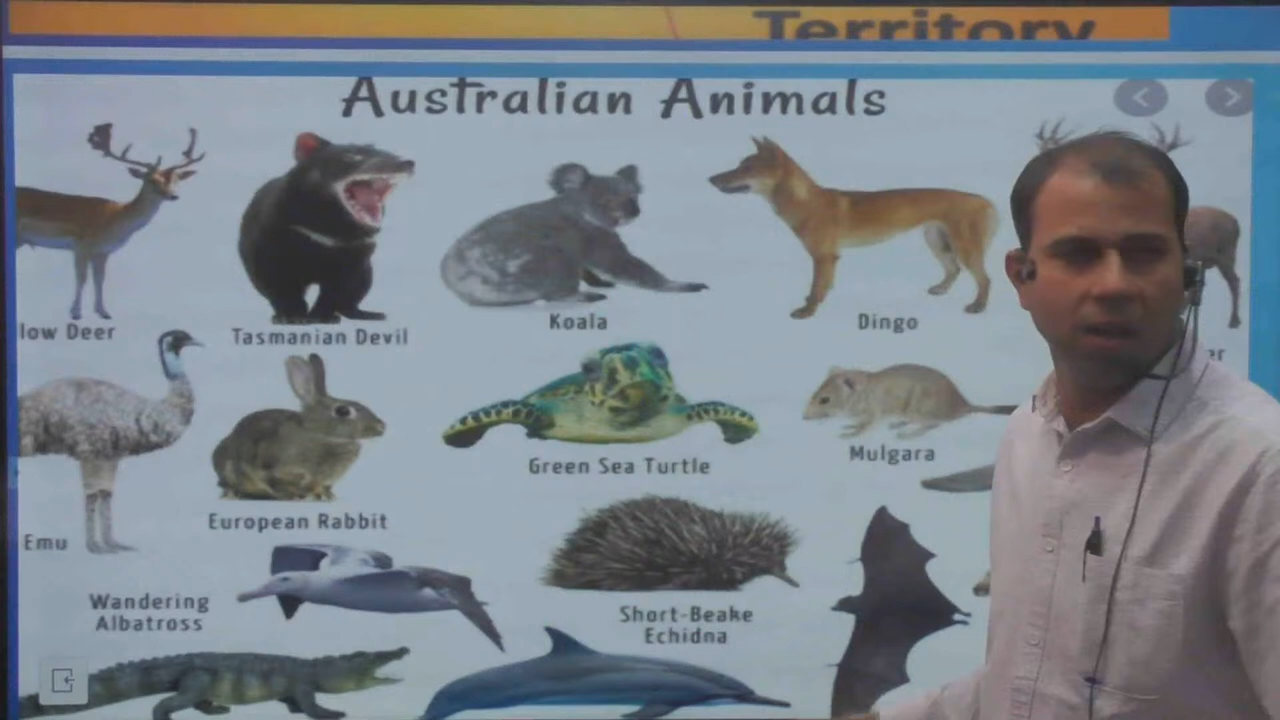 Territory
Australian Animals
low Deer
Tasmanian Devil
Koala
Dingo
er
Emu
European Rabbit
Green Sea Turtle
Mulgara
Wandering
Albatross
Short-Beake
Echidna